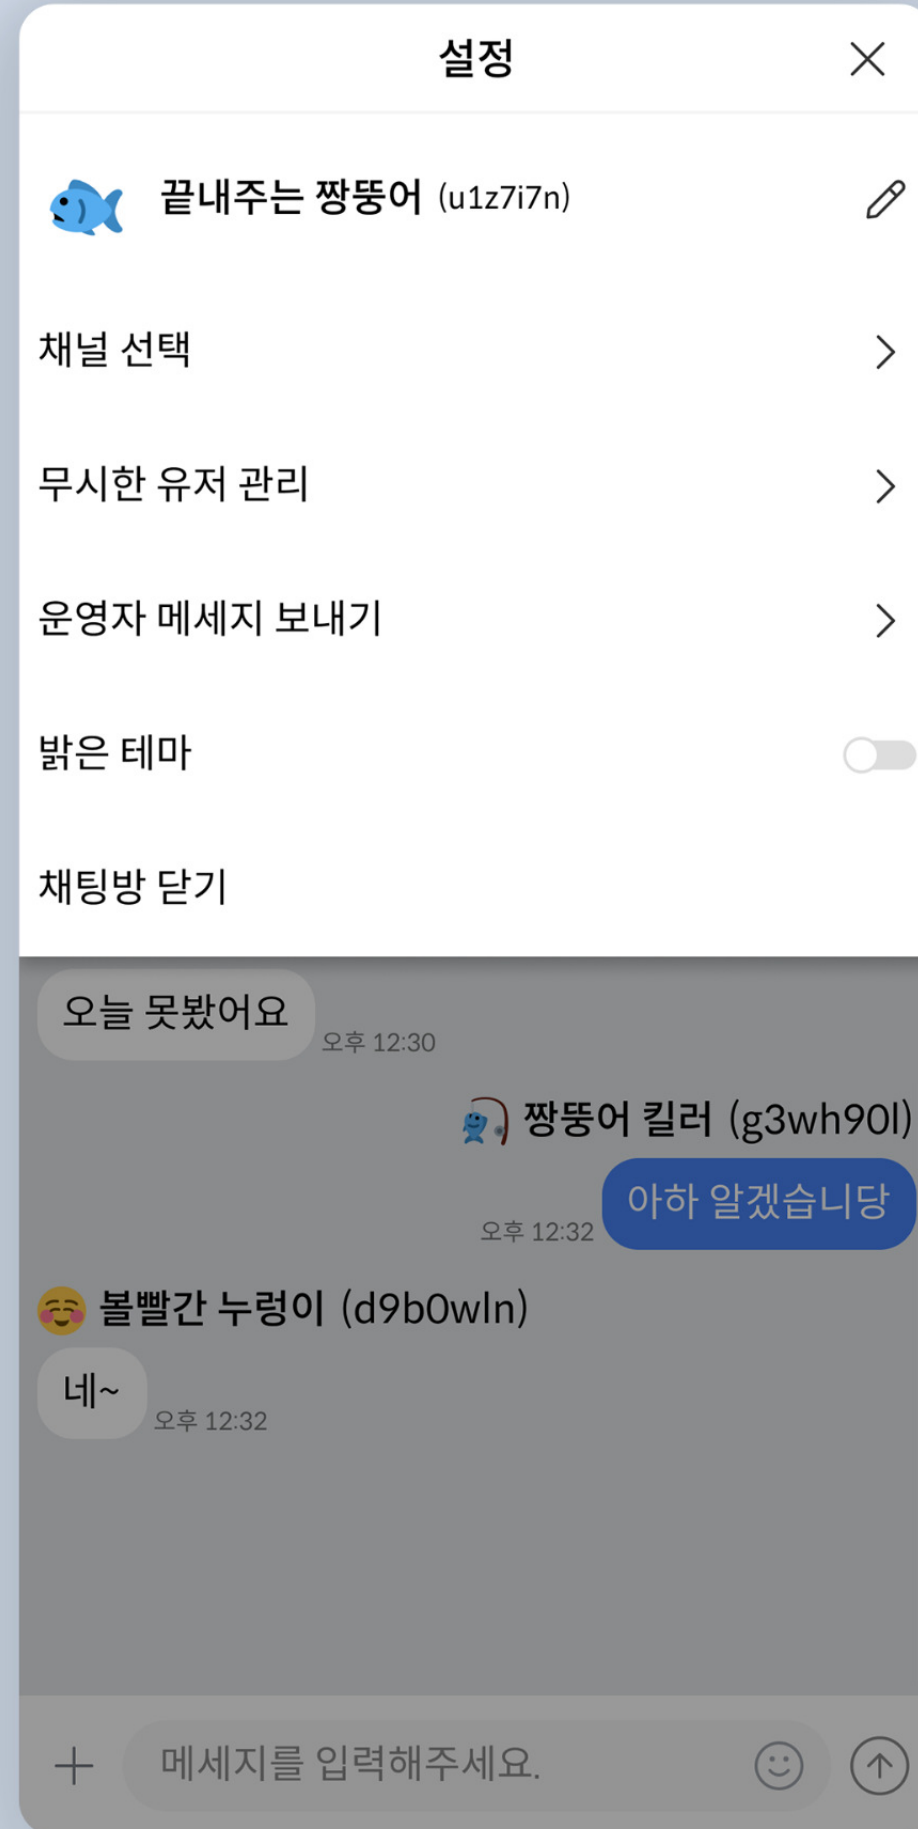 설정
끝내주는 짱뚱어 (u1z7i7n)
채널 선택
무시한 유저 관리
운영자 메세지 보내기
밝은 테마
채팅방 닫기
오늘 못봤어요
오후 12:30
짱뚱어 킬러 (g3wh90l)
아하 알겠습니당
오후 12:32
볼빨간 누렁이 (d9b0wln)
네~
오후 12:32
메세지를 입력해주세요.